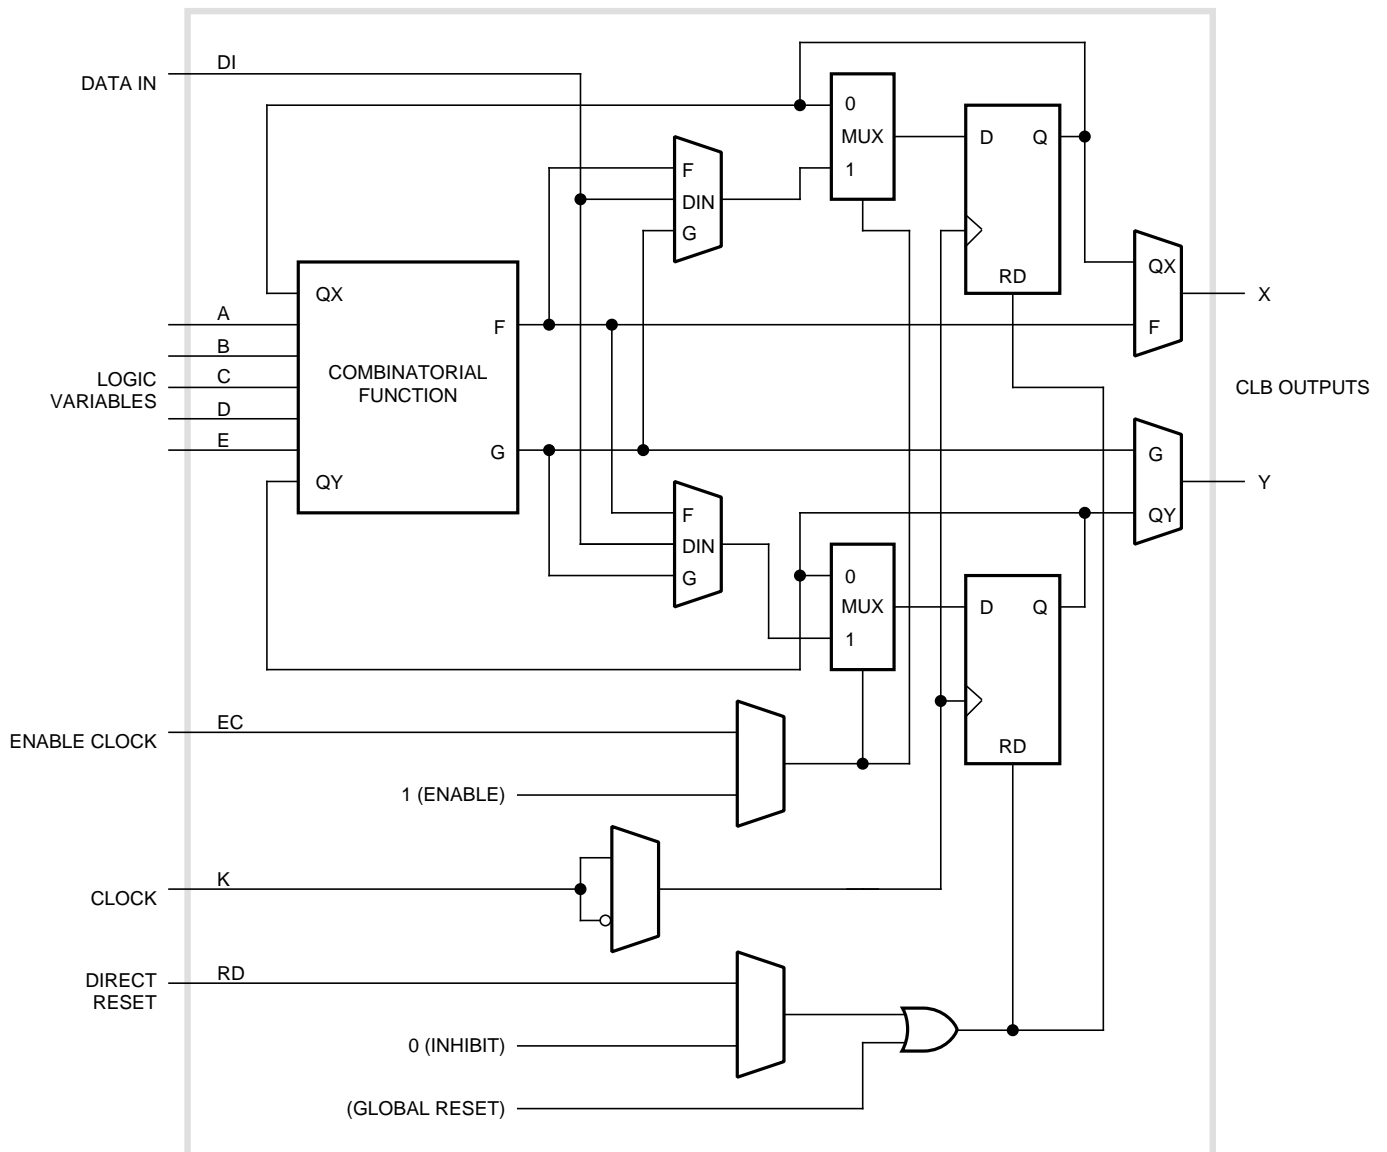 DI
DATA IN
0
MUX
1
D
Q
RD
F
DIN
G
QX
F
X
QX
A
B
C
D
E
QY
LOGIC
VARIABLES
COMBINATORIAL
FUNCTION
F
G
CLB OUTPUTS
G
QY
Y
F
DIN
G
0
MUX
1
D
Q
RD
EC
ENABLE CLOCK
1 (ENABLE)
K
CLOCK
RD
DIRECT
RESET
0 (INHIBIT)
(GLOBAL RESET)